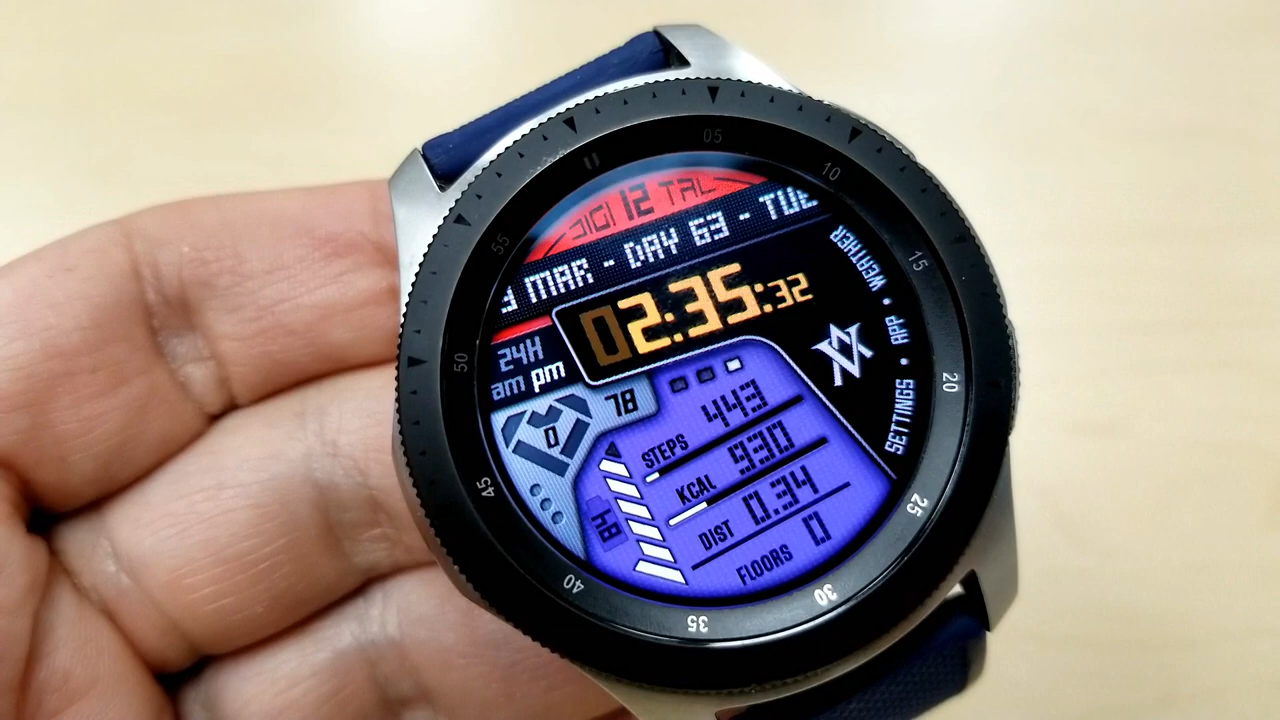 DIGI 12 TAL
3 MAR - DAY 63 - TUE
02:35:32
24H
am pm
78
0
STEPS 443
KCAL 930
DIST 0.34
FLOORS 0
84
WEATHER • APP • SETTINGS
05
10
15
20
25
30
35
40
45
50
55